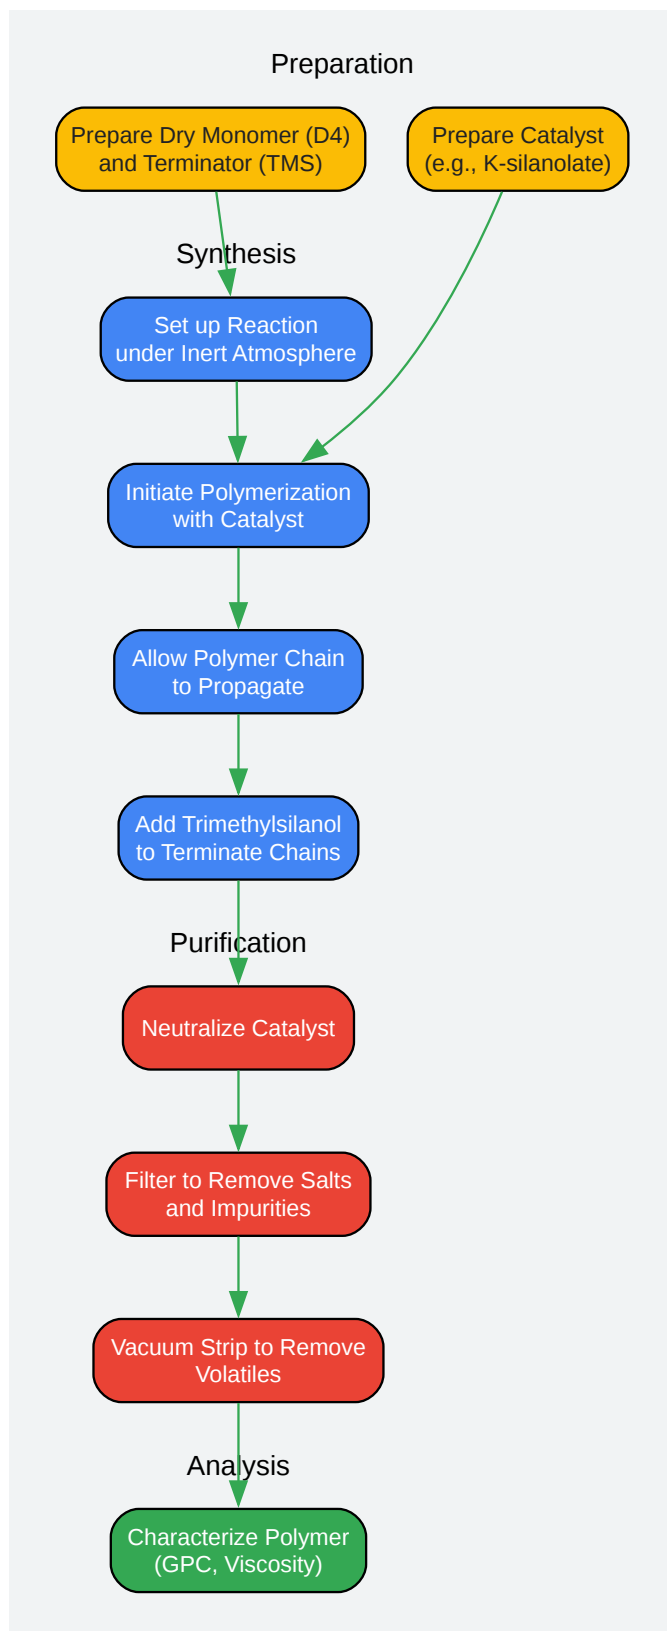 Preparation
Prepare Dry Monomer (D4)
and Terminator (TMS)
Prepare Catalyst
(e.g., K-silanolate)
Synthesis
Set up Reaction
under Inert Atmosphere
Initiate Polymerization
with Catalyst
Allow Polymer Chain
to Propagate
Add Trimethylsilanol
to Terminate Chains
Purification
Neutralize Catalyst
Filter to Remove Salts
and Impurities
Vacuum Strip to Remove
Volatiles
Analysis
Characterize Polymer
(GPC, Viscosity)